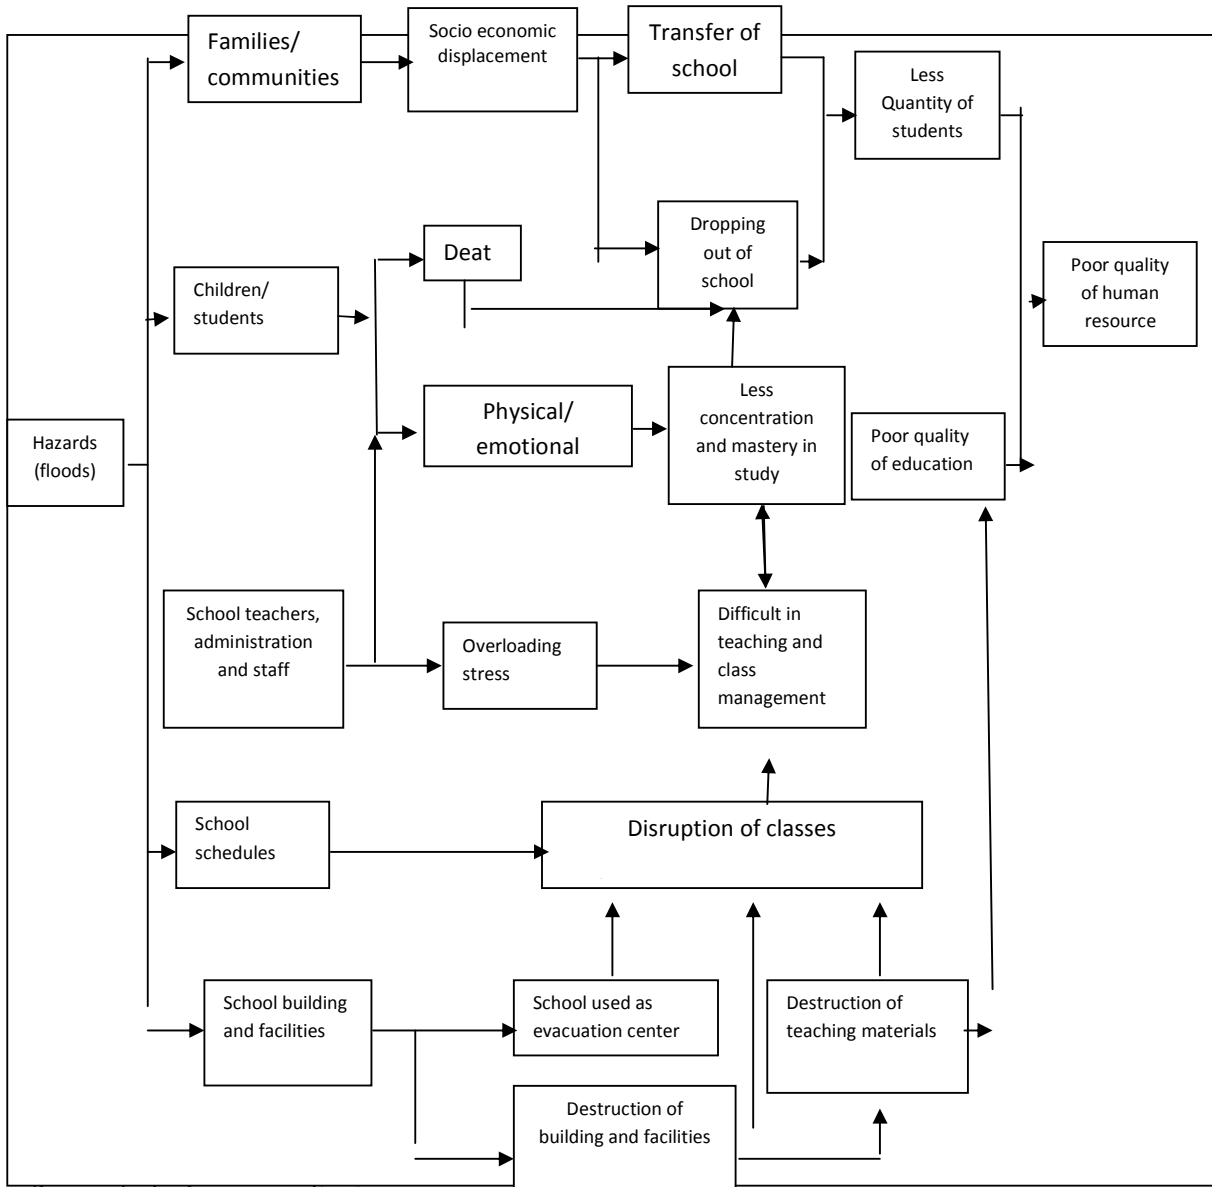 Families/
communities
Socio economic
displacement
Transfer of
school
Less
Quantity of
students
Dropping
out of
school
Deat
Children/
students
Poor quality
of human
resource
Physical/
emotional
Less
concentration
and mastery in
study
Poor quality
of education
Hazards
(floods)
School teachers,
administration
and staff
Overloading
stress
Difficult in
teaching and
class
management
School
schedules
Disruption of classes
School building
and facilities
School used as
evacuation center
Destruction of
teaching materials
Destruction of
building and facilities